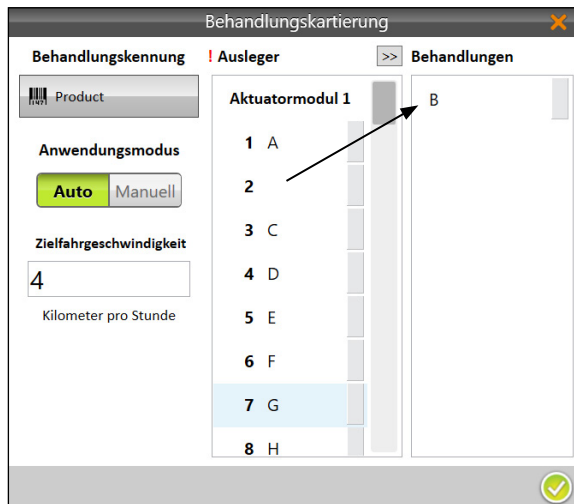 Behandlungskartierung
Behandlungskennung
Product
Anwendungsmodus
Auto Manuell
Zielfahrgeschwindigkeit
4
Kilometer pro Stunde
! Ausleger >>
Aktuatormodul 1
1 A
2
3 C
4 D
5 E
6 F
7 G
8 H
Behandlungen
B